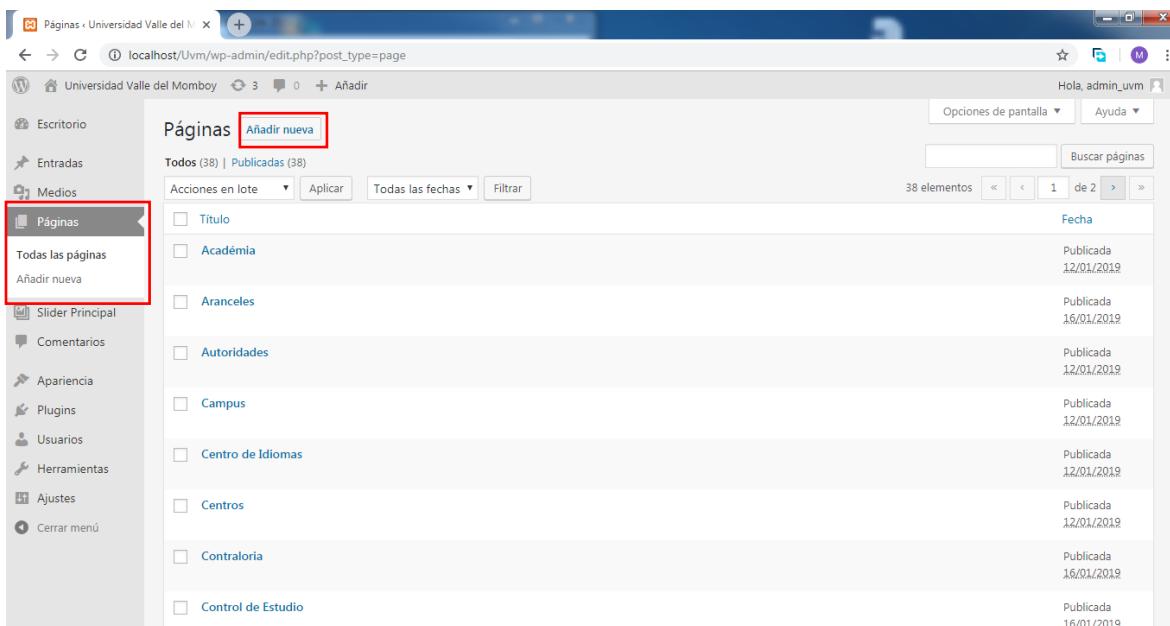 Páginas ‹ Universidad Valle del M
localhost/Uvm/wp-admin/edit.php?post_type=page
M
Universidad Valle del Momboy 3 0 + Añadir
Hola, admin_uvm
Opciones de pantalla ▼ Ayuda ▼
Escritorio
Entradas
Medios
Páginas
Todas las páginas
Añadir nueva
Slider Principal
Comentarios
Apariencia
Plugins
Usuarios
Herramientas
Ajustes
Cerrar menú
Páginas Añadir nueva
Todos (38) | Publicadas (38)
Buscar páginas
Acciones en lote ▼ Aplicar Todas las fechas ▼ Filtrar
38 elementos « ‹ 1 de 2 › »
Título Fecha
Académia Publicada
12/01/2019
Aranceles Publicada
16/01/2019
Autoridades Publicada
12/01/2019
Campus Publicada
12/01/2019
Centro de Idiomas Publicada
12/01/2019
Centros Publicada
12/01/2019
Contraloria Publicada
16/01/2019
Control de Estudio Publicada
16/01/2019